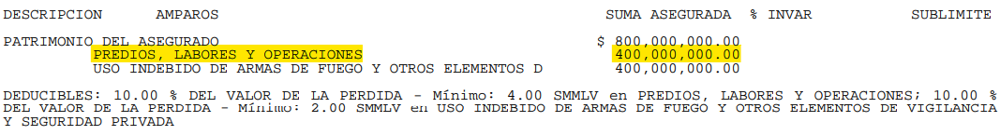 DESCRIPCION AMPAROS SUMA ASEGURADA % INVAR SUBLIMITE
PATRIMONIO DEL ASEGURADO $ 800,000,000.00
PREDIOS, LABORES Y OPERACIONES 400,000,000.00
USO INDEBIDO DE ARMAS DE FUEGO Y OTROS ELEMENTOS D 400,000,000.00
DEDUCIBLES: 10.00 % DEL VALOR DE LA PERDIDA - Mínimo: 4.00 SMMLV en PREDIOS, LABORES Y OPERACIONES; 10.00 %
DEL VALOR DE LA PERDIDA - Mínimo: 2.00 SMMLV en USO INDEBIDO DE ARMAS DE FUEGO Y OTROS ELEMENTOS DE VIGILANCIA
Y SEGURIDAD PRIVADA